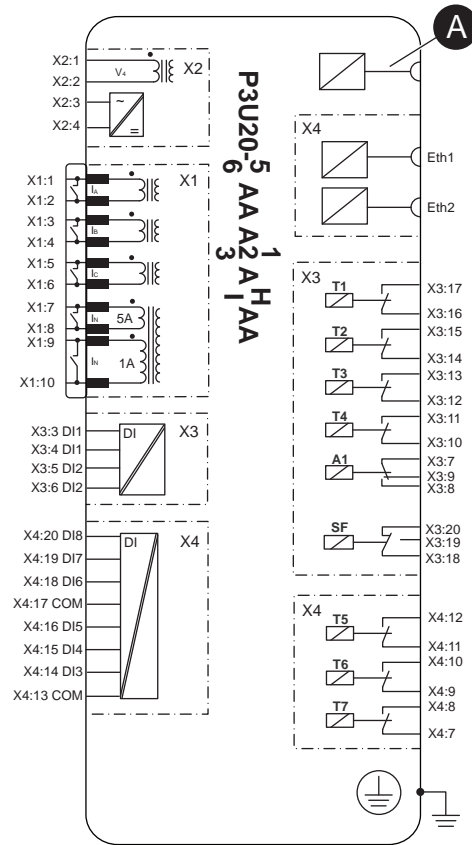 A
X2:1
X2:2
X2:3
X2:4
V₄
X2
~
=
X1:1
X1:2
X1:3
X1:4
X1:5
X1:6
X1:7
X1:8
X1:9
X1:10
X1
IA
IB
IC
IN
5A
IN
1A
X3:3 DI1
X3:4 DI1
X3:5 DI2
X3:6 DI2
DI
X3
X4:20 DI8
X4:19 DI7
X4:18 DI6
X4:17 COM
X4:16 DI5
X4:15 DI4
X4:14 DI3
X4:13 COM
DI
X4
P3U20-5 AA A2 1 A H AA
6 3 I
X4
Eth1
Eth2
X3
T1
X3:17
X3:16
T2
X3:15
X3:14
T3
X3:13
X3:12
T4
X3:11
X3:10
A1
X3:7
X3:9
X3:8
SF
X3:20
X3:19
X3:18
X4
T5
X4:12
X4:11
T6
X4:10
X4:9
T7
X4:8
X4:7